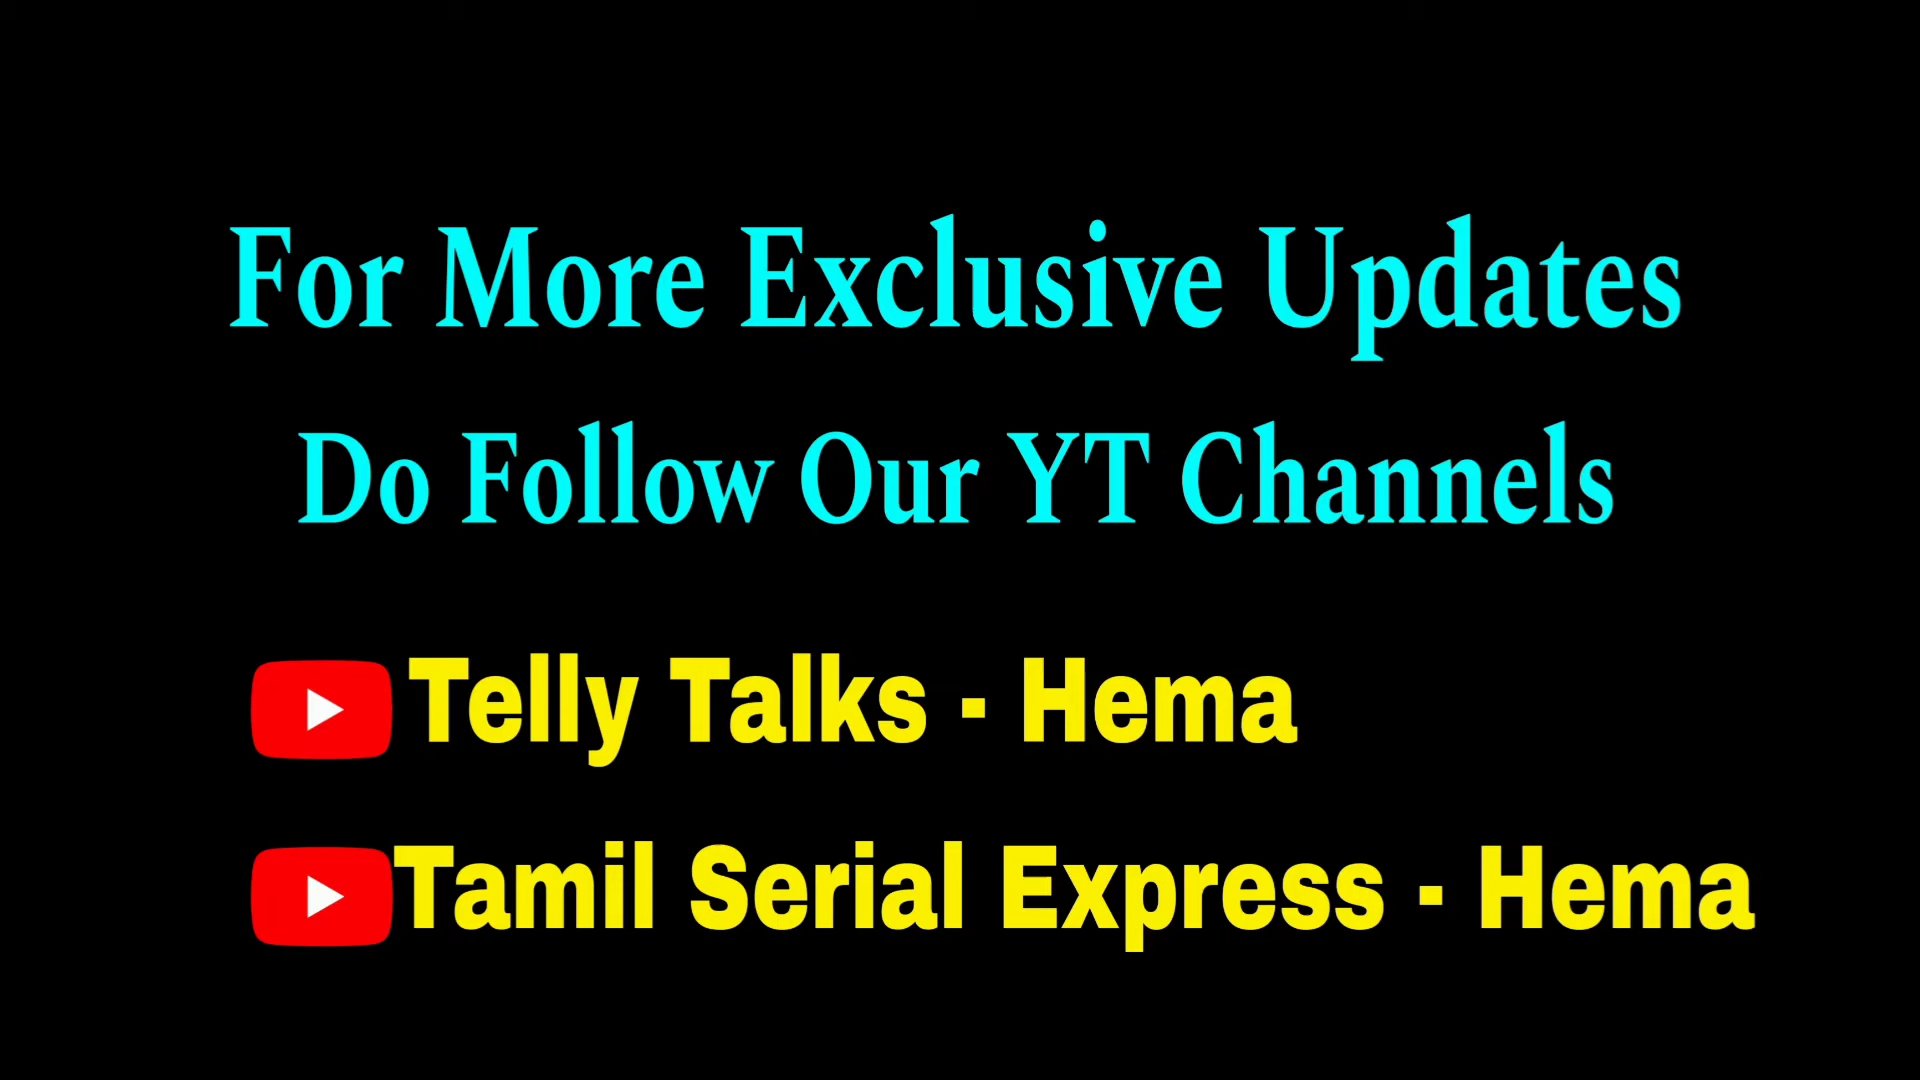 For More Exclusive Updates
Do Follow Our YT Channels
Telly Talks - Hema
Tamil Serial Express - Hema